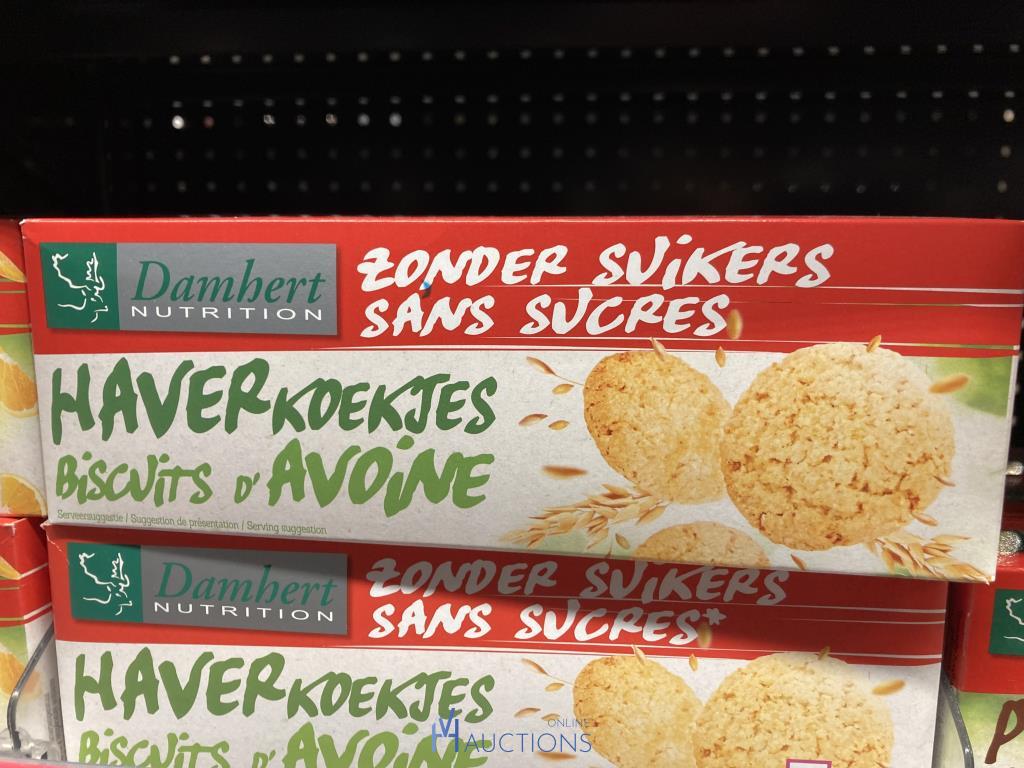 Damhert
NUTRITION
ZONDER SUIKERS
SANS SUCRES
HAVERKOEKJES
BISCUITS D'AVOINE
Serveersuggestie / Suggestion de présentation / Serving suggestion
Damhert
NUTRITION
ZONDER SUIKERS
SANS SUCRES*
HAVERKOEKJES
BISCUITS D'AVOINE
ONLINE
AUCTIONS